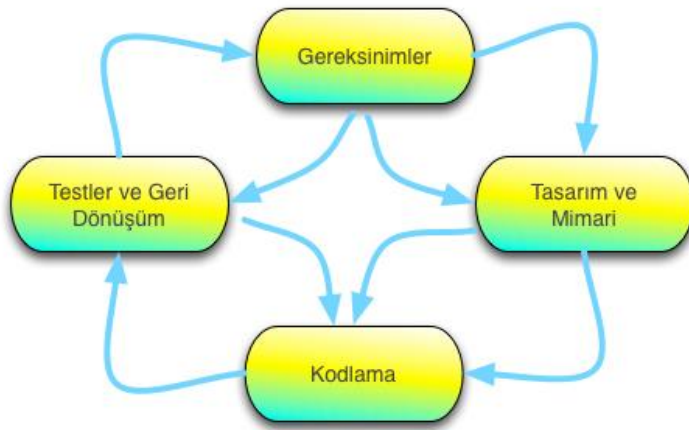 Gereksinimler
Testler ve Geri
Dönüşüm
Tasarım ve
Mimari
Kodlama